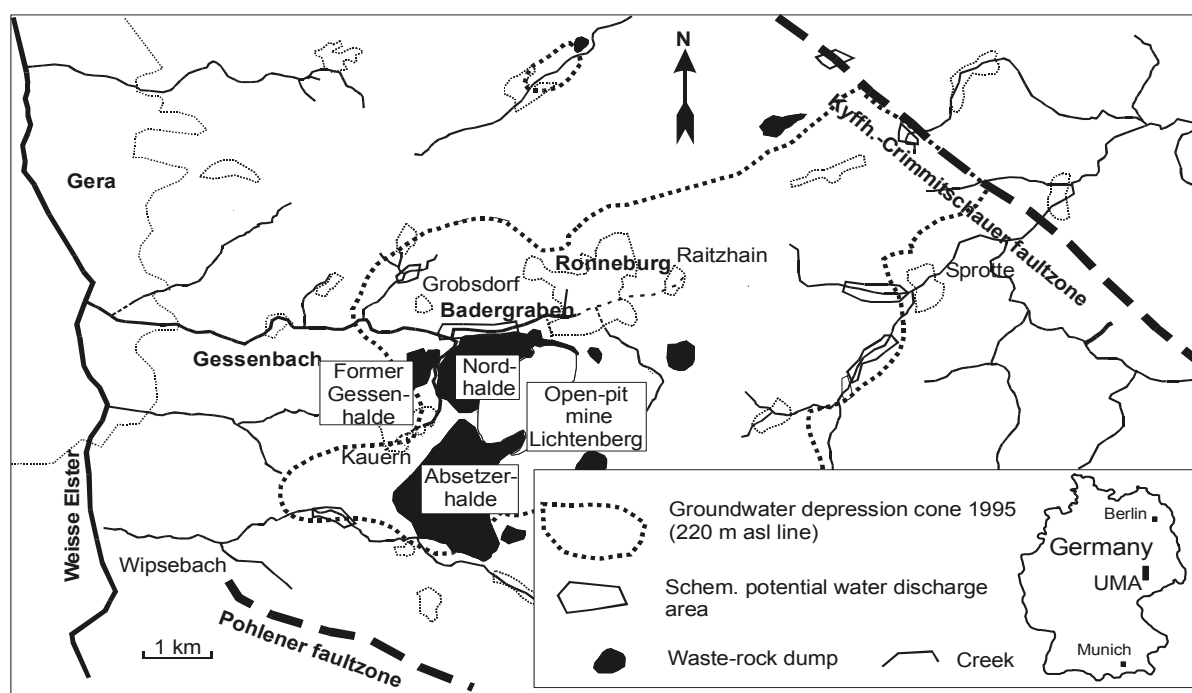 N
Kyffh.-Crimmitschauer faultzone
Gera
Ronneburg
Raitzhain
Grobsdorf
Badergraben
Sprotte
Gessenbach
Former
Gessen-
halde
Nord-
halde
Open-pit
mine
Lichtenberg
Kauern
Absetzer-
halde
Weisse Elster
Wipsebach
Pohlener faultzone
1 km
Groundwater depression cone 1995
(220 m asl line)
Schem. potential water discharge
area
Waste-rock dump
Creek
Berlin
Germany
UMA
Munich